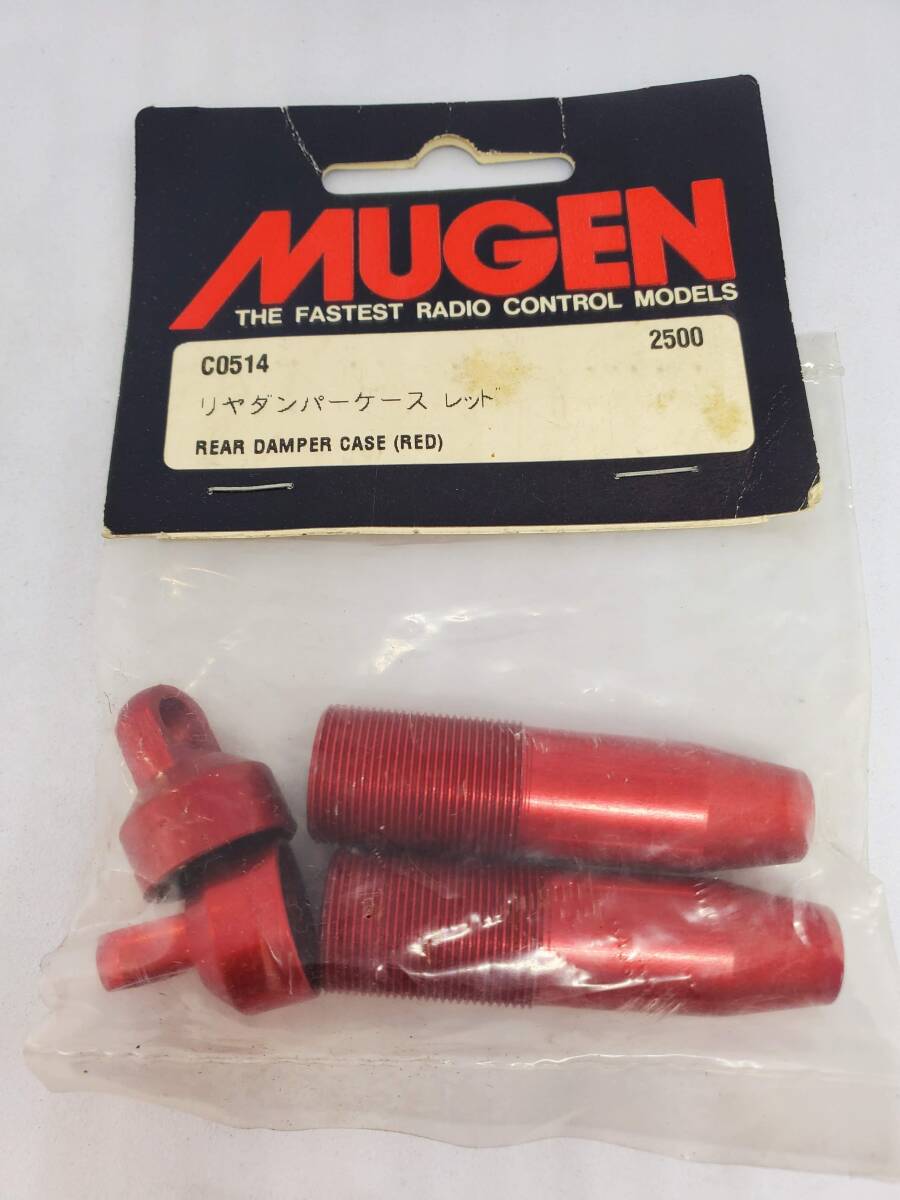 MUGEN
THE FASTEST RADIO CONTROL MODELS
C0514 2500
リヤダンパーケース レッド
REAR DAMPER CASE (RED)